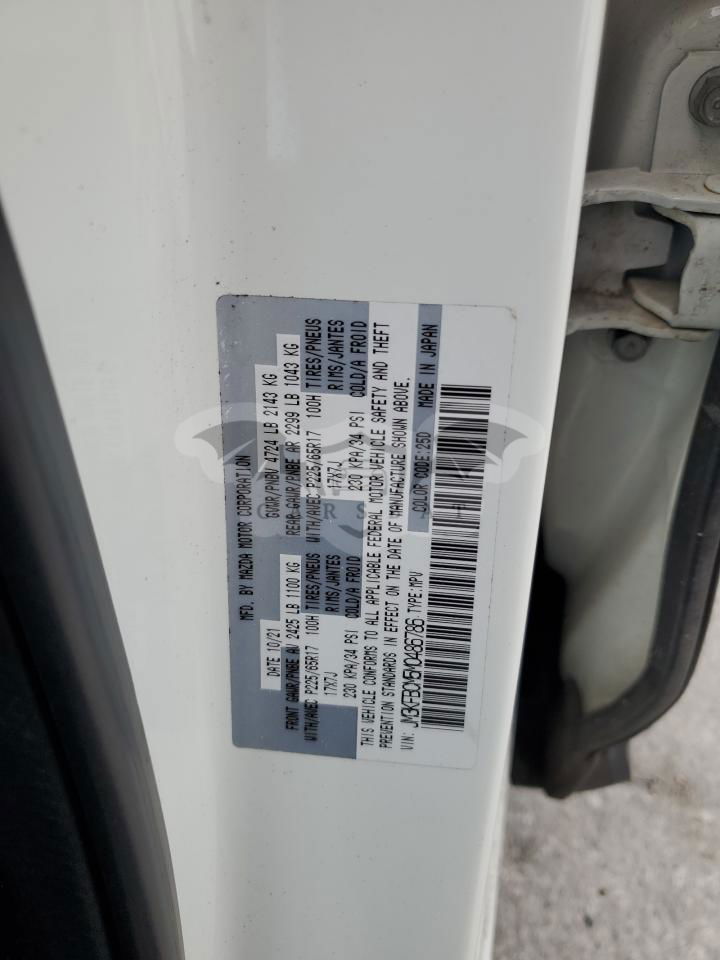 MFD. BY MAZDA MOTOR CORPORATION
DATE 10/21 GVWR/PNBV 4724 LB 2143 KG
FRONT GAWR/PNBE AV 2425 LB 1100 KG REAR GAWR/PNBE AR 2299 LB 1043 KG
WITH/AVEC P225/65R17 100H TIRES/PNEUS WITH/AVEC P225/65R17 100H TIRES/PNEUS
17X7J RIMS/JANTES 17X7J RIMS/JANTES
230 KPA/34 PSI COLD/A FROID 230 KPA/34 PSI COLD/A FROID
THIS VEHICLE CONFORMS TO ALL APPLICABLE FEDERAL MOTOR VEHICLE SAFETY AND THEFT
PREVENTION STANDARDS IN EFFECT ON THE DATE OF MANUFACTURE SHOWN ABOVE.
VIN: JM3KFBCM5M0486786 TYPE:MPV COLOR CODE:25D MADE IN JAPAN